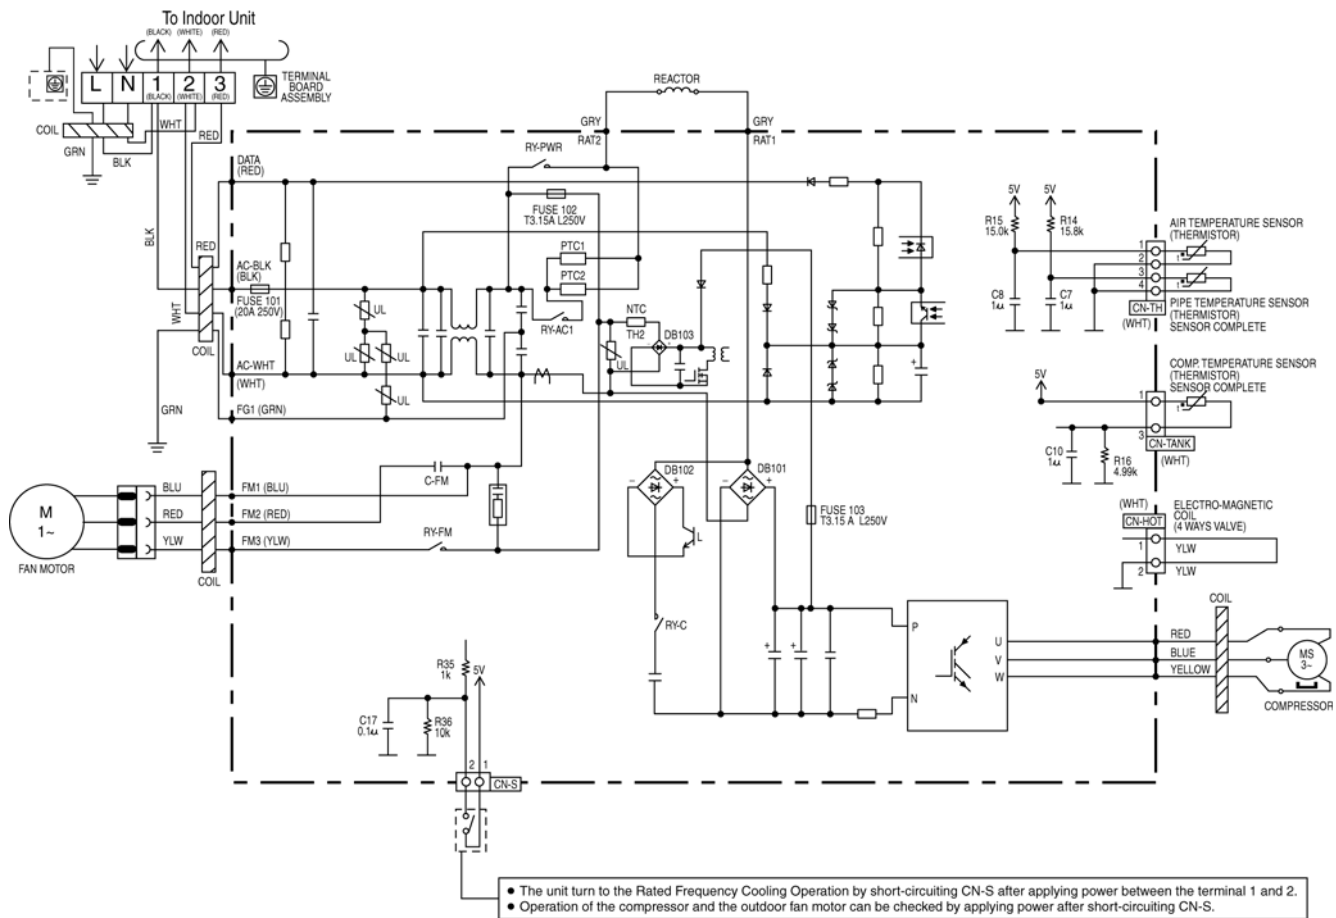 To Indoor Unit
(BLACK) (WHITE) (RED)
L N 1 2 3
(BLACK) (WHITE) (RED)
TERMINAL
BOARD
ASSEMBLY
COIL
GRN
BLK
WHT
RED
REACTOR
GRY
GRY
RAT2
RAT1
DATA
(RED)
RY-PWR
FUSE 102
T3.15A L250V
BLK
RED
AC-BLK
(BLK)
FUSE 101
(20A 250V)
WHT
COIL
UL
UL
UL
UL
PTC1
PTC2
RY-AC1
NTC
TH2
DB103
UL
AC-WHT
(WHT)
GRN
FG1 (GRN)
5V
5V
R15
15.0k
R14
15.8k
C8
1u
C7
1u
1
2
3
4
CN-TH
(WHT)
AIR TEMPERATURE SENSOR
(THERMISTOR)
PIPE TEMPERATURE SENSOR
(THERMISTOR)
SENSOR COMPLETE
COMP. TEMPERATURE SENSOR
(THERMISTOR)
SENSOR COMPLETE
5V
1
3
CN-TANK
(WHT)
C10
1u
R16
4.99k
(WHT)
CN-HOT
ELECTRO-MAGNETIC
COIL
(4 WAYS VALVE)
1
YLW
2
YLW
M
1~
FAN MOTOR
BLU
RED
YLW
COIL
FM1 (BLU)
FM2 (RED)
FM3 (YLW)
C-FM
RY-FM
DB102
DB101
L
FUSE 103
T3.15 A L250V
RY-C
P
N
U
V
W
RED
BLUE
YELLOW
COIL
MS
3~
COMPRESSOR
R35
1k
5V
C17
0.1u
R36
10k
2 1
CN-S
● The unit turn to the Rated Frequency Cooling Operation by short-circuiting CN-S after applying power between the terminal 1 and 2.
● Operation of the compressor and the outdoor fan motor can be checked by applying power after short-circuiting CN-S.